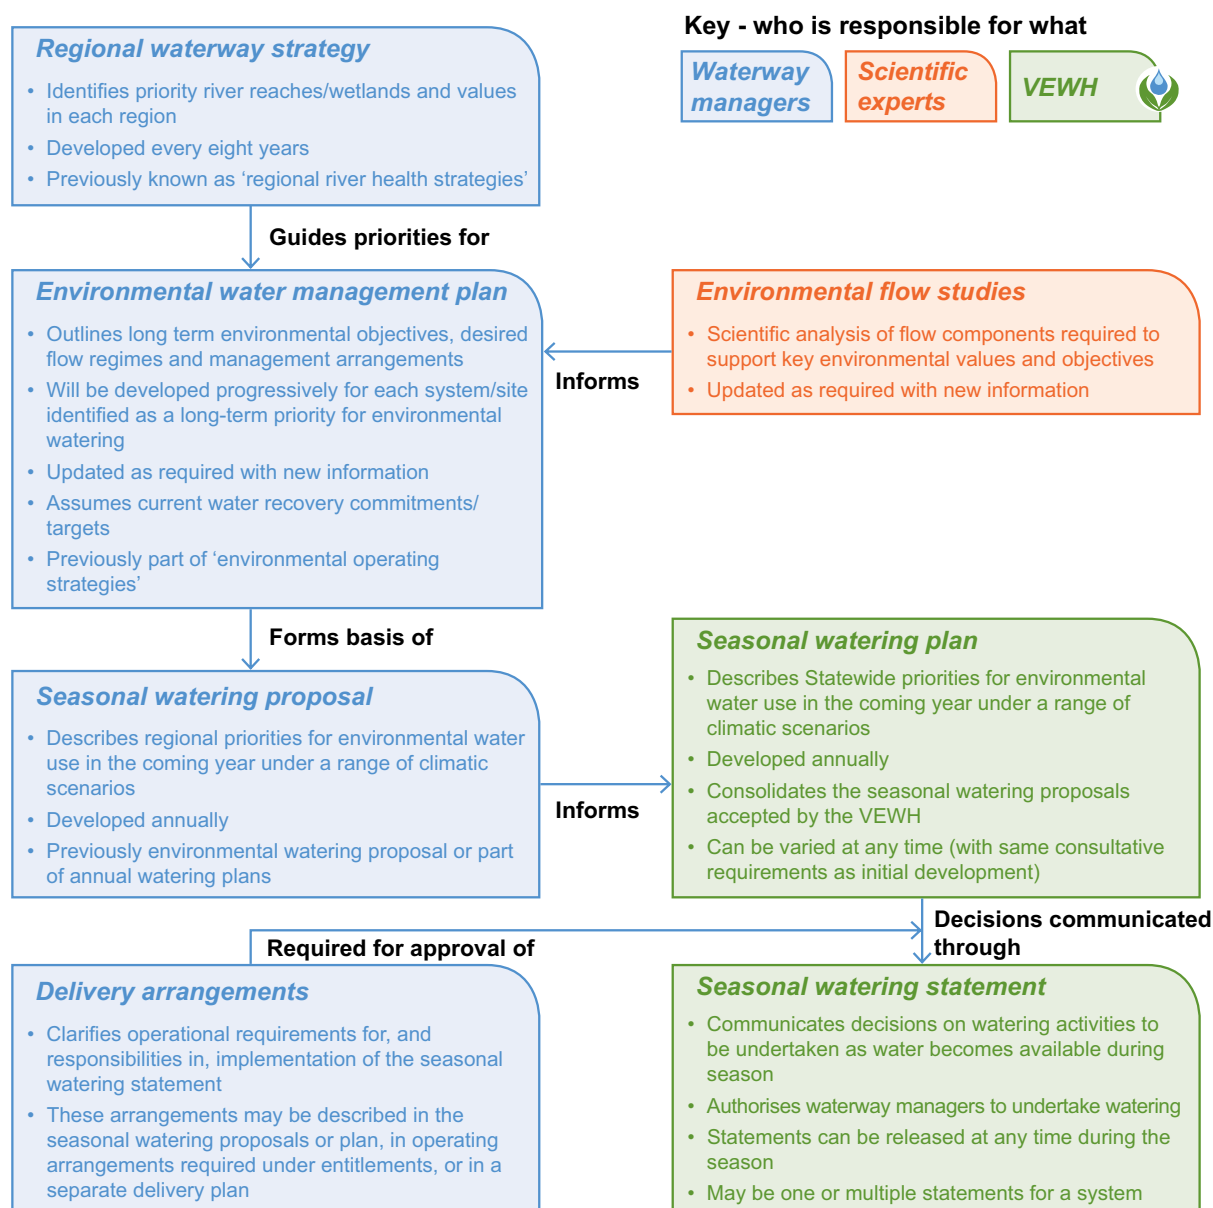 Key - who is responsible for what
Waterway
managers
Scientific
experts
VEWH
Regional waterway strategy
• Identifies priority river reaches/wetlands and values
in each region
• Developed every eight years
• Previously known as ‘regional river health strategies’
Guides priorities for
Environmental water management plan
• Outlines long term environmental objectives, desired
flow regimes and management arrangements
• Will be developed progressively for each system/site
identified as a long-term priority for environmental
watering
• Updated as required with new information
• Assumes current water recovery commitments/
targets
• Previously part of ‘environmental operating
strategies’
Informs
Environmental flow studies
• Scientific analysis of flow components required to
support key environmental values and objectives
• Updated as required with new information
Forms basis of
Seasonal watering proposal
• Describes regional priorities for environmental water
use in the coming year under a range of climatic
scenarios
• Developed annually
• Previously environmental watering proposal or part
of annual watering plans
Informs
Seasonal watering plan
• Describes Statewide priorities for environmental
water use in the coming year under a range of
climatic scenarios
• Developed annually
• Consolidates the seasonal watering proposals
accepted by the VEWH
• Can be varied at any time (with same consultative
requirements as initial development)
Decisions communicated
through
Required for approval of
Delivery arrangements
• Clarifies operational requirements for, and
responsibilities in, implementation of the seasonal
watering statement
• These arrangements may be described in the
seasonal watering proposals or plan, in operating
arrangements required under entitlements, or in a
separate delivery plan
Seasonal watering statement
• Communicates decisions on watering activities to
be undertaken as water becomes available during
season
• Authorises waterway managers to undertake watering
• Statements can be released at any time during the
season
• May be one or multiple statements for a system